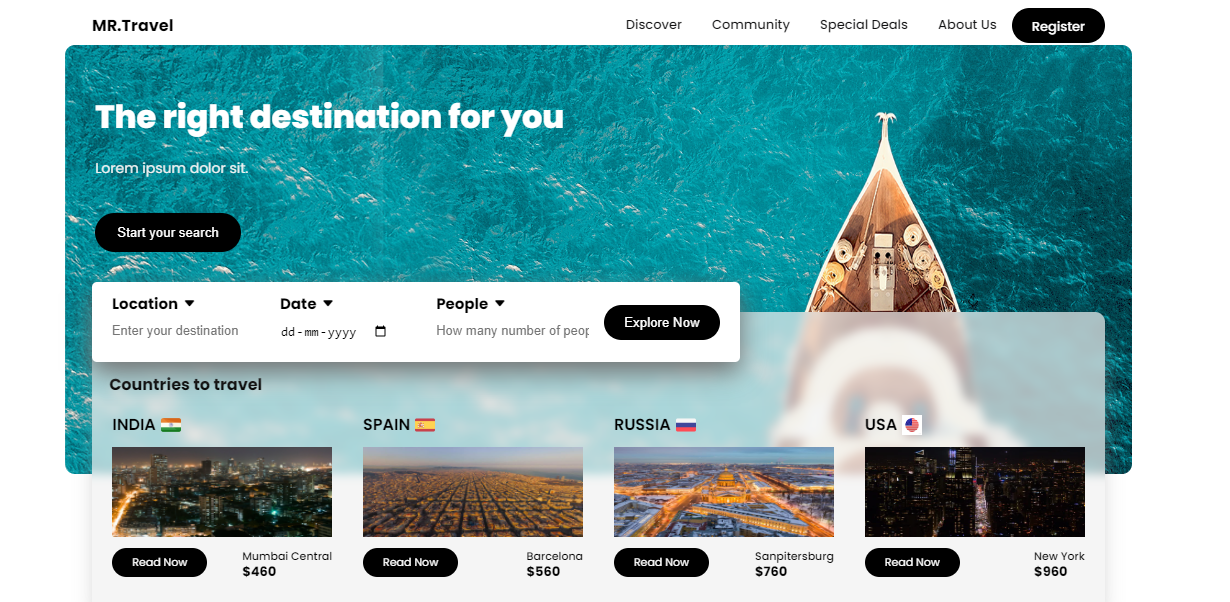 MR.Travel
Discover Community Special Deals About Us Register
The right destination for you
Lorem ipsum dolor sit.
Start your search
Location Date People
Enter your destination dd-mm-yyyy How many number of peop
Explore Now
Countries to travel
INDIA SPAIN RUSSIA USA
Read Now Mumbai Central Read Now Barcelona Read Now Sanpitersburg Read Now New York
$460 $560 $760 $960